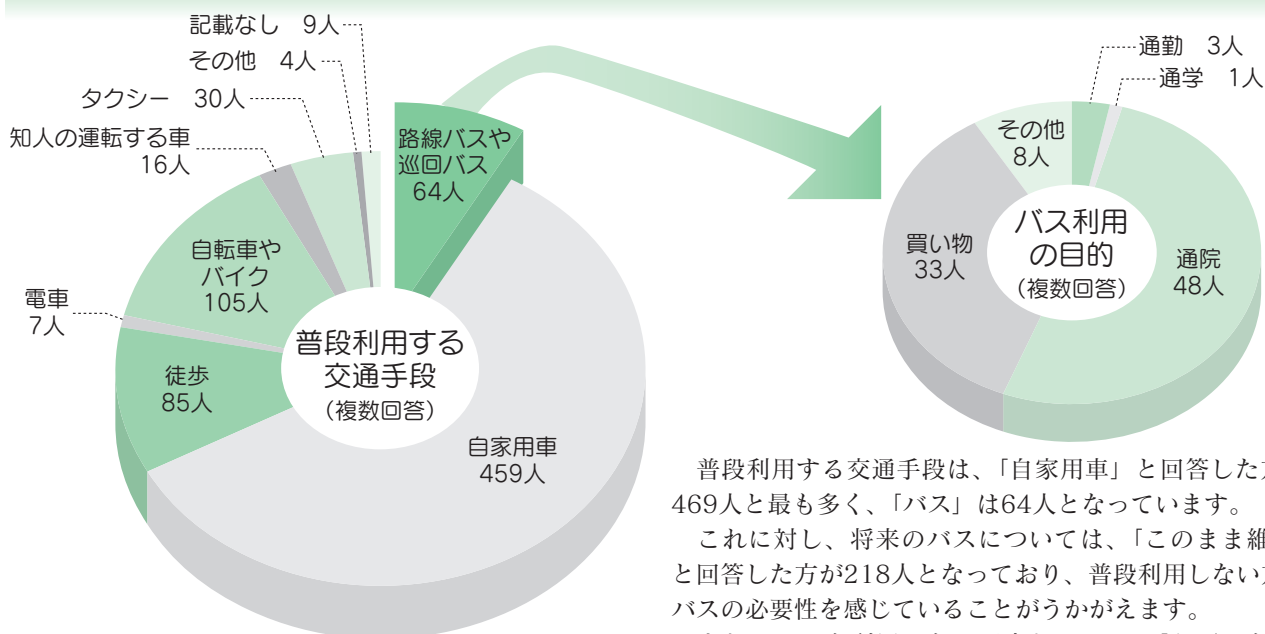 記載なし 9人
その他 4人
タクシー 30人
知人の運転する車
16人
路線バスや
巡回バス
64人
自転車や
バイク
105人
電車
7人
徒歩
85人
普段利用する
交通手段
(複数回答)
自家用車
459人
通勤 3人
通学 1人
その他
8人
買い物
33人
バス利用
の目的
(複数回答)
通院
48人
普段利用する交通手段は、「自家用車」と回答した
469人と最も多く、「バス」は64人となっています。
これに対し、将来のバスについては、「このまま維
と回答した方が218人となっており、普段利用しない
バスの必要性を感じていることがうかがえます。